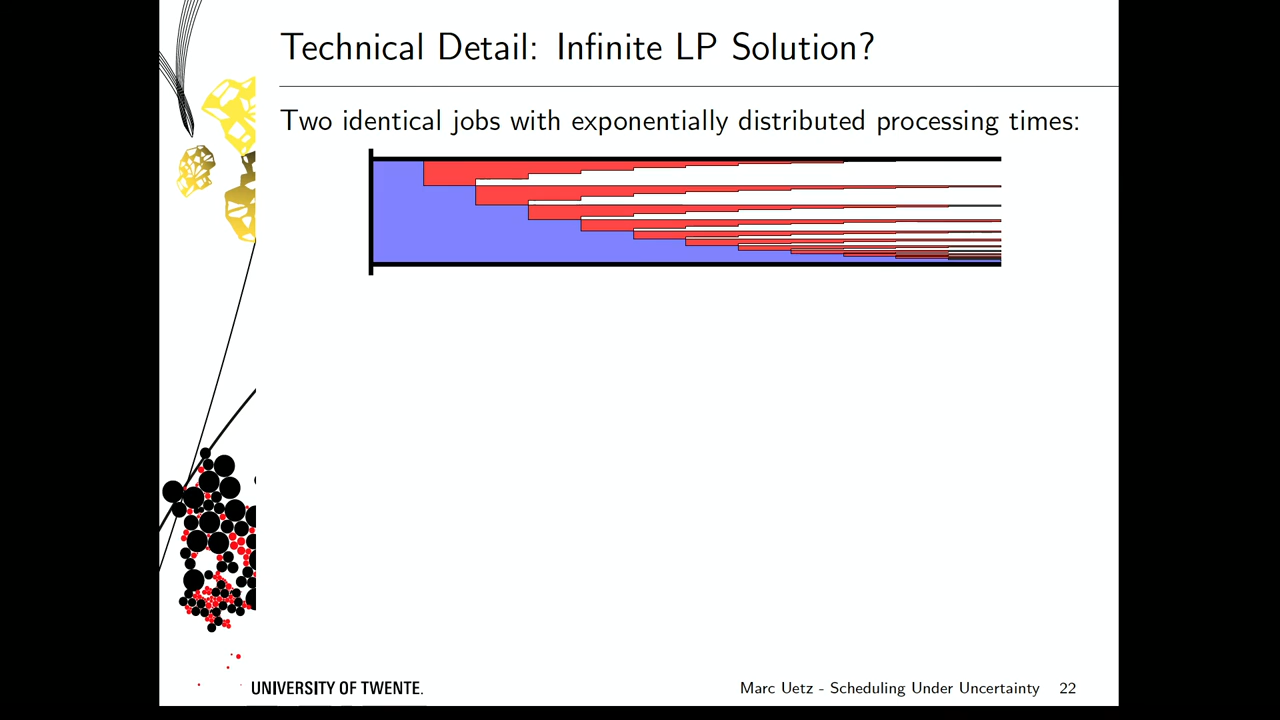 Technical Detail: Infinite LP Solution?
Two identical jobs with exponentially distributed processing times:
UNIVERSITY OF TWENTE.
Marc Uetz - Scheduling Under Uncertainty 22